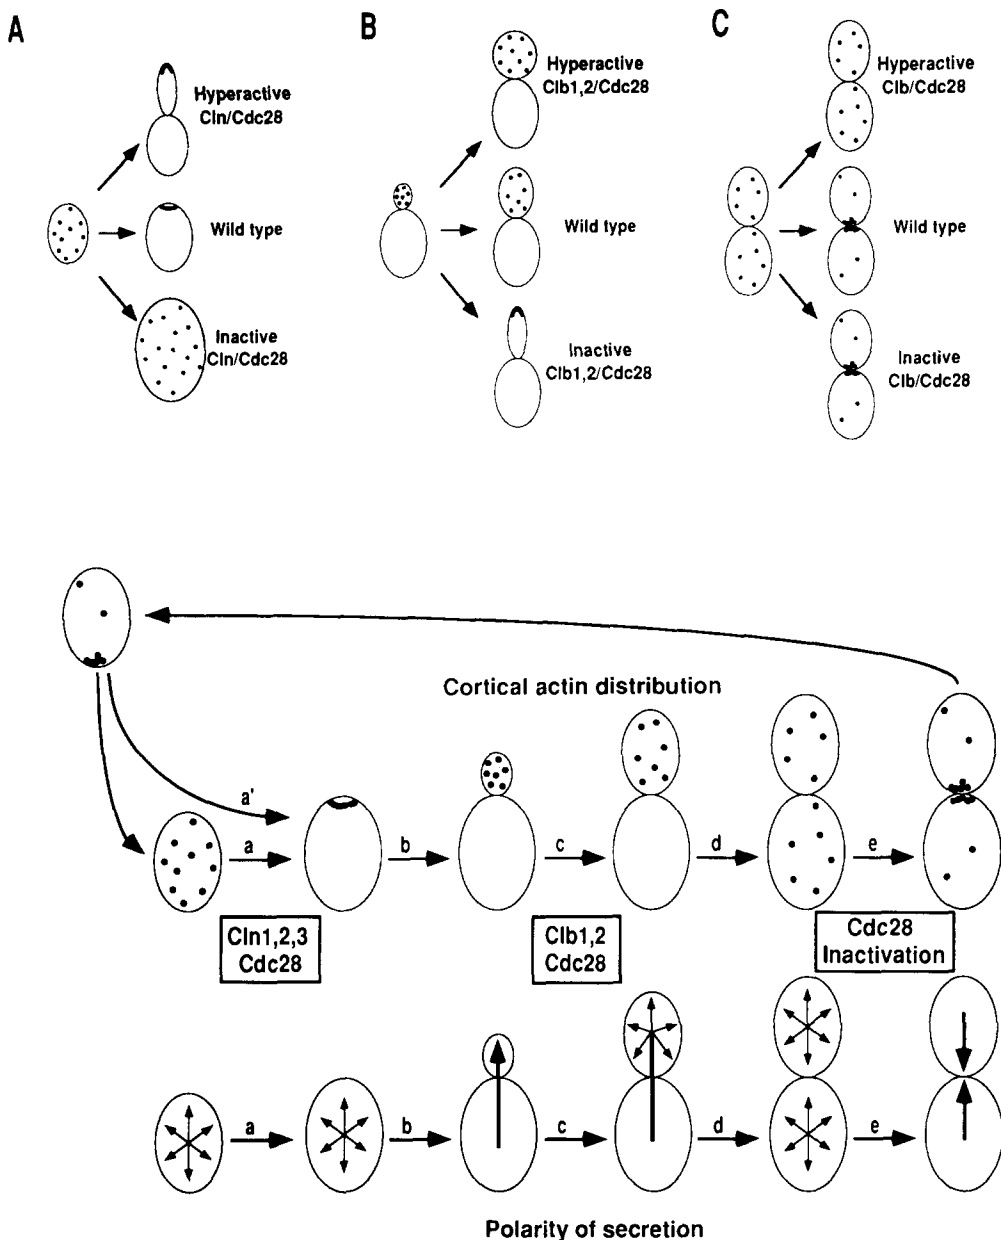 A
B
C
Hyperactive
Cln/Cdc28
Wild type
Inactive
Cln/Cdc28
Hyperactive
Clb1,2/Cdc28
Wild type
Inactive
Clb1,2/Cdc28
Hyperactive
Clb/Cdc28
Wild type
Inactive
Clb/Cdc28
Cortical actin distribution
a'
a
b
c
d
e
Cln1,2,3
Cdc28
Clb1,2
Cdc28
Cdc28
Inactivation
a
b
c
d
e
Polarity of secretion